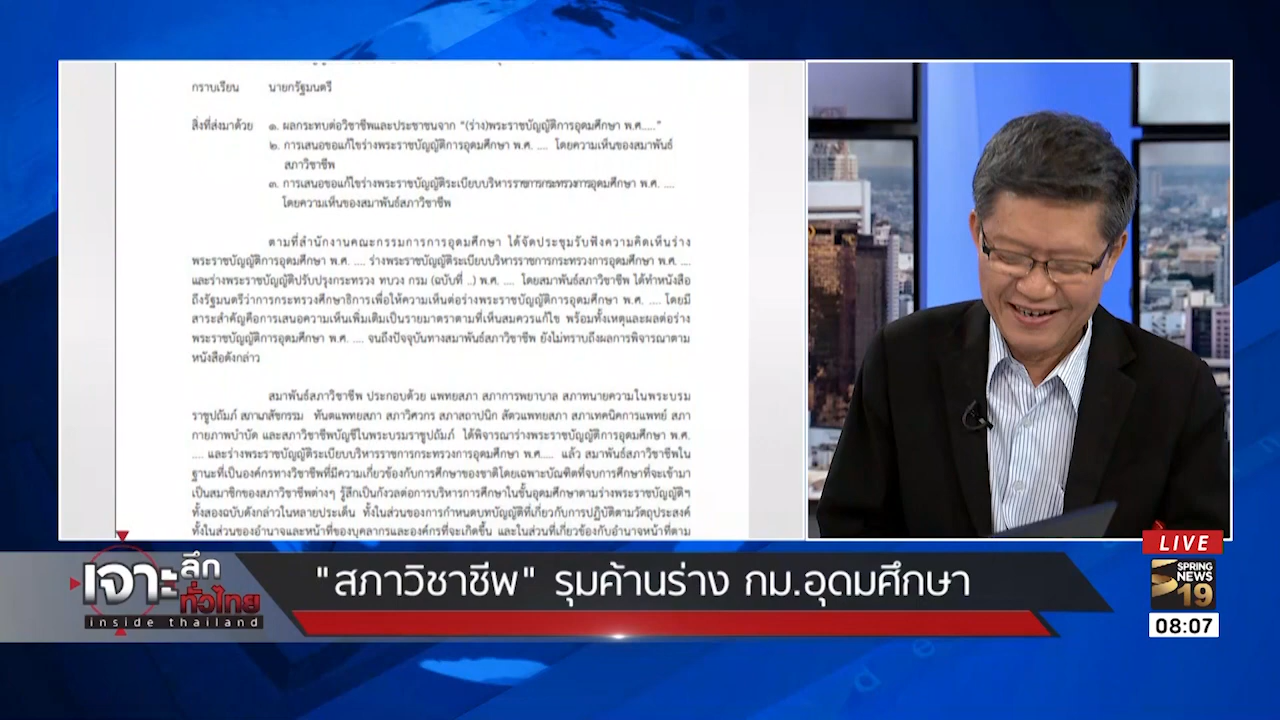 กราบเรียน นายกรัฐมนตรี
สิ่งที่ส่งมาด้วย ๑. ผลกระทบต่อวิชาชีพและประชาชนจาก "(ร่าง)พระราชบัญญัติการอุดมศึกษา พ.ศ....."
๒. การเสนอขอแก้ไขร่างพระราชบัญญัติการอุดมศึกษา พ.ศ. .... โดยความเห็นของสมาพันธ์
สภาวิชาชีพ
๓. การเสนอขอแก้ไขร่างพระราชบัญญัติระเบียบบริหารราชการกระทรวงการอุดมศึกษา พ.ศ. ....
โดยความเห็นของสมาพันธ์สภาวิชาชีพ
ตามที่สำนักงานคณะกรรมการการอุดมศึกษา ได้จัดประชุมรับฟังความคิดเห็นร่าง
พระราชบัญญัติการอุดมศึกษา พ.ศ. .... ร่างพระราชบัญญัติระเบียบบริหารราชการกระทรวงการอุดมศึกษา พ.ศ. ....
และร่างพระราชบัญญัติปรับปรุงกระทรวง ทบวง กรม (ฉบับที่ ..) พ.ศ. .... โดยสมาพันธ์สภาวิชาชีพ ได้ทำหนังสือ
ถึงรัฐมนตรีว่าการกระทรวงศึกษาธิการเพื่อให้ความเห็นต่อร่างพระราชบัญญัติการอุดมศึกษา พ.ศ. .... โดยมี
สาระสำคัญคือการเสนอความเห็นเพิ่มเติมเป็นรายมาตราตามที่เห็นสมควรแก้ไข พร้อมทั้งเหตุและผลต่อร่าง
พระราชบัญญัติการอุดมศึกษา พ.ศ. .... จนถึงปัจจุบันทางสมาพันธ์สภาวิชาชีพ ยังไม่ทราบถึงผลการพิจารณาตาม
หนังสือดังกล่าว
สมาพันธ์สภาวิชาชีพ ประกอบด้วย แพทยสภา สภาการพยาบาล สภาทนายความในพระบรม
ราชูปถัมภ์ สภาเภสัชกรรม ทันตแพทยสภา สภาวิศวกร สภาสถาปนิก สัตวแพทยสภา สภาเทคนิคการแพทย์ สภา
กายภาพบำบัด และสภาวิชาชีพบัญชีในพระบรมราชูปถัมภ์ ได้พิจารณาร่างพระราชบัญญัติการอุดมศึกษา พ.ศ.
.... และร่างพระราชบัญญัติระเบียบบริหารราชการกระทรวงการอุดมศึกษา พ.ศ..... แล้ว สมาพันธ์สภาวิชาชีพใน
ฐานะที่เป็นองค์กรทางวิชาชีพที่มีความเกี่ยวข้องกับการศึกษาของชาติโดยเฉพาะบัณฑิตที่จบการศึกษาที่จะเข้ามา
เป็นสมาชิกของสภาวิชาชีพต่างๆ รู้สึกเป็นกังวลต่อการบริหารการศึกษาในชั้นอุดมศึกษาตามร่างพระราชบัญญัติฯ
ทั้งสองฉบับดังกล่าวในหลายประเด็น ทั้งในส่วนของการกำหนดบทบัญญัติที่เกี่ยวกับการปฏิบัติตามวัตถุประสงค์
ทั้งในส่วนของอำนาจและหน้าที่ของบุคลากรและองค์กรที่จะเกิดขึ้น และในส่วนที่เกี่ยวข้องกับอำนาจหน้าที่ตาม
เจาะลึกทั่วไทย
inside thailand
"สภาวิชาชีพ" รุมค้านร่าง กม.อุดมศึกษา
LIVE
SPRING
NEWS
19
08:07